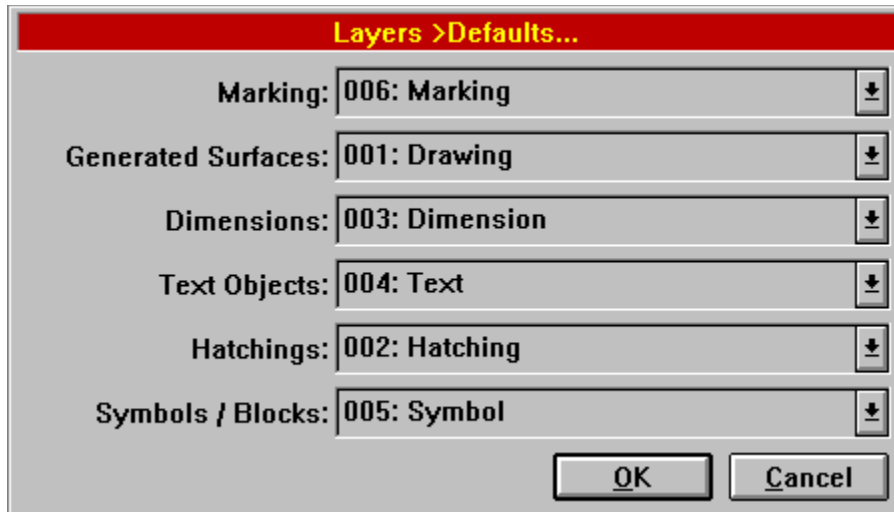 Layers >Defaults...
Marking: 006: Marking
Generated Surfaces: 001: Drawing
Dimensions: 003: Dimension
Text Objects: 004: Text
Hatchings: 002: Hatching
Symbols / Blocks: 005: Symbol
OK Cancel